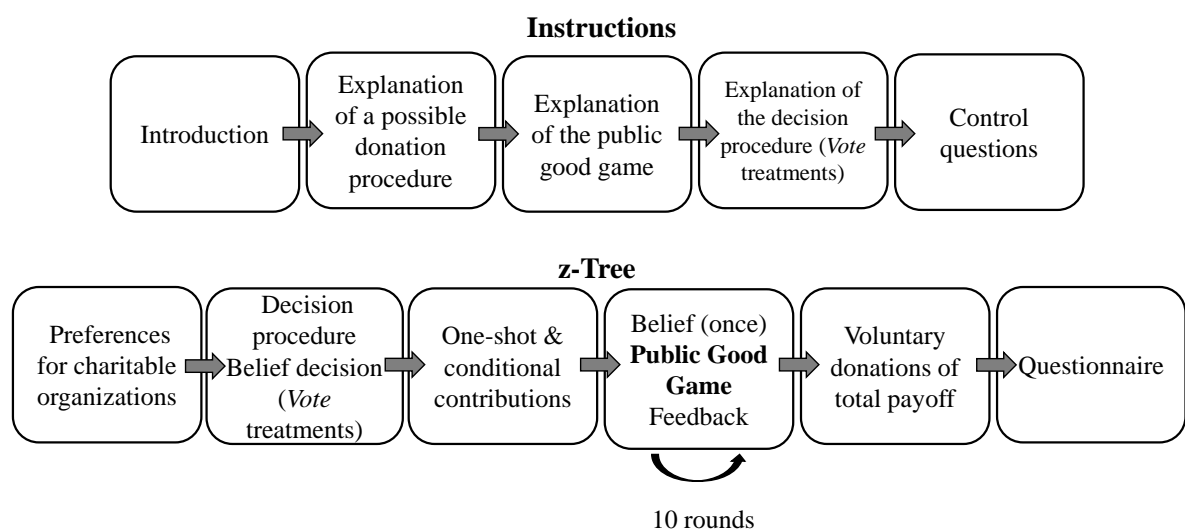 Instructions
Introduction
Explanation
of a possible
donation
procedure
Explanation
of the public
good game
Explanation of
the decision
procedure (Vote
treatments)
Control
questions
z-Tree
Preferences
for charitable
organizations
Decision
procedure
Belief decision
(Vote
treatments)
One-shot &
conditional
contributions
Belief (once)
Public Good
Game
Feedback
Voluntary
donations of
total payoff
Questionnaire
10 rounds